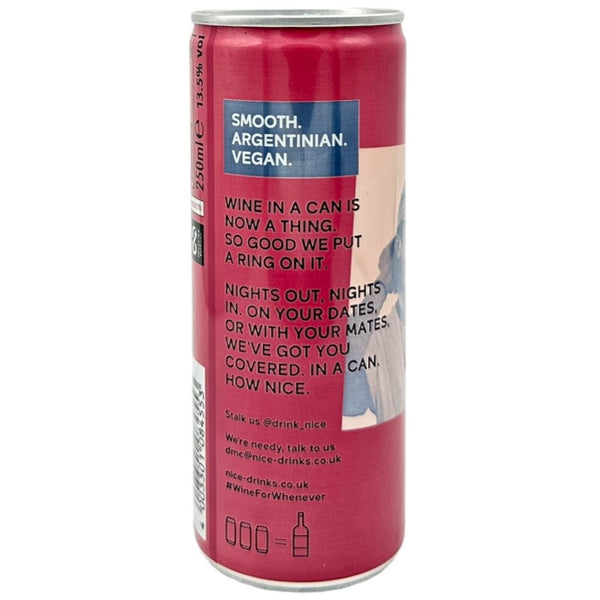 SMOOTH.
ARGENTINIAN.
VEGAN.
WINE IN A CAN IS
NOW A THING.
SO GOOD WE PUT
A RING ON IT.
NIGHTS OUT, NIGHTS
IN. ON YOUR DATES,
OR WITH YOUR MATES,
WE'VE GOT YOU
COVERED. IN A CAN.
HOW NICE.
Stalk us @drink_nice
We're needy, talk to us
dmc@nice-drinks.co.uk
nice-drinks.co.uk
#WineForWhenever
=
250ml e 13.5% vol